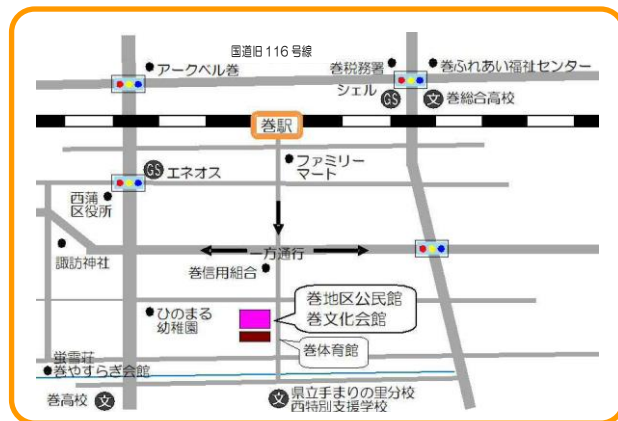 国道旧116号線
アークベル巻
巻税務署
巻ふれあい福祉センター
シェル
GS
文
巻総合高校
巻駅
ファミリー
マート
GS
エネオス
西蒲
区役所
一方通行
諏訪神社
巻信用組合
巻地区公民館
巻文化会館
ひのまる
幼稚園
巻体育館
蛍雪荘
巻やすらぎ会館
巻高校
文
文
県立手まりの里分校
西特別支援学校